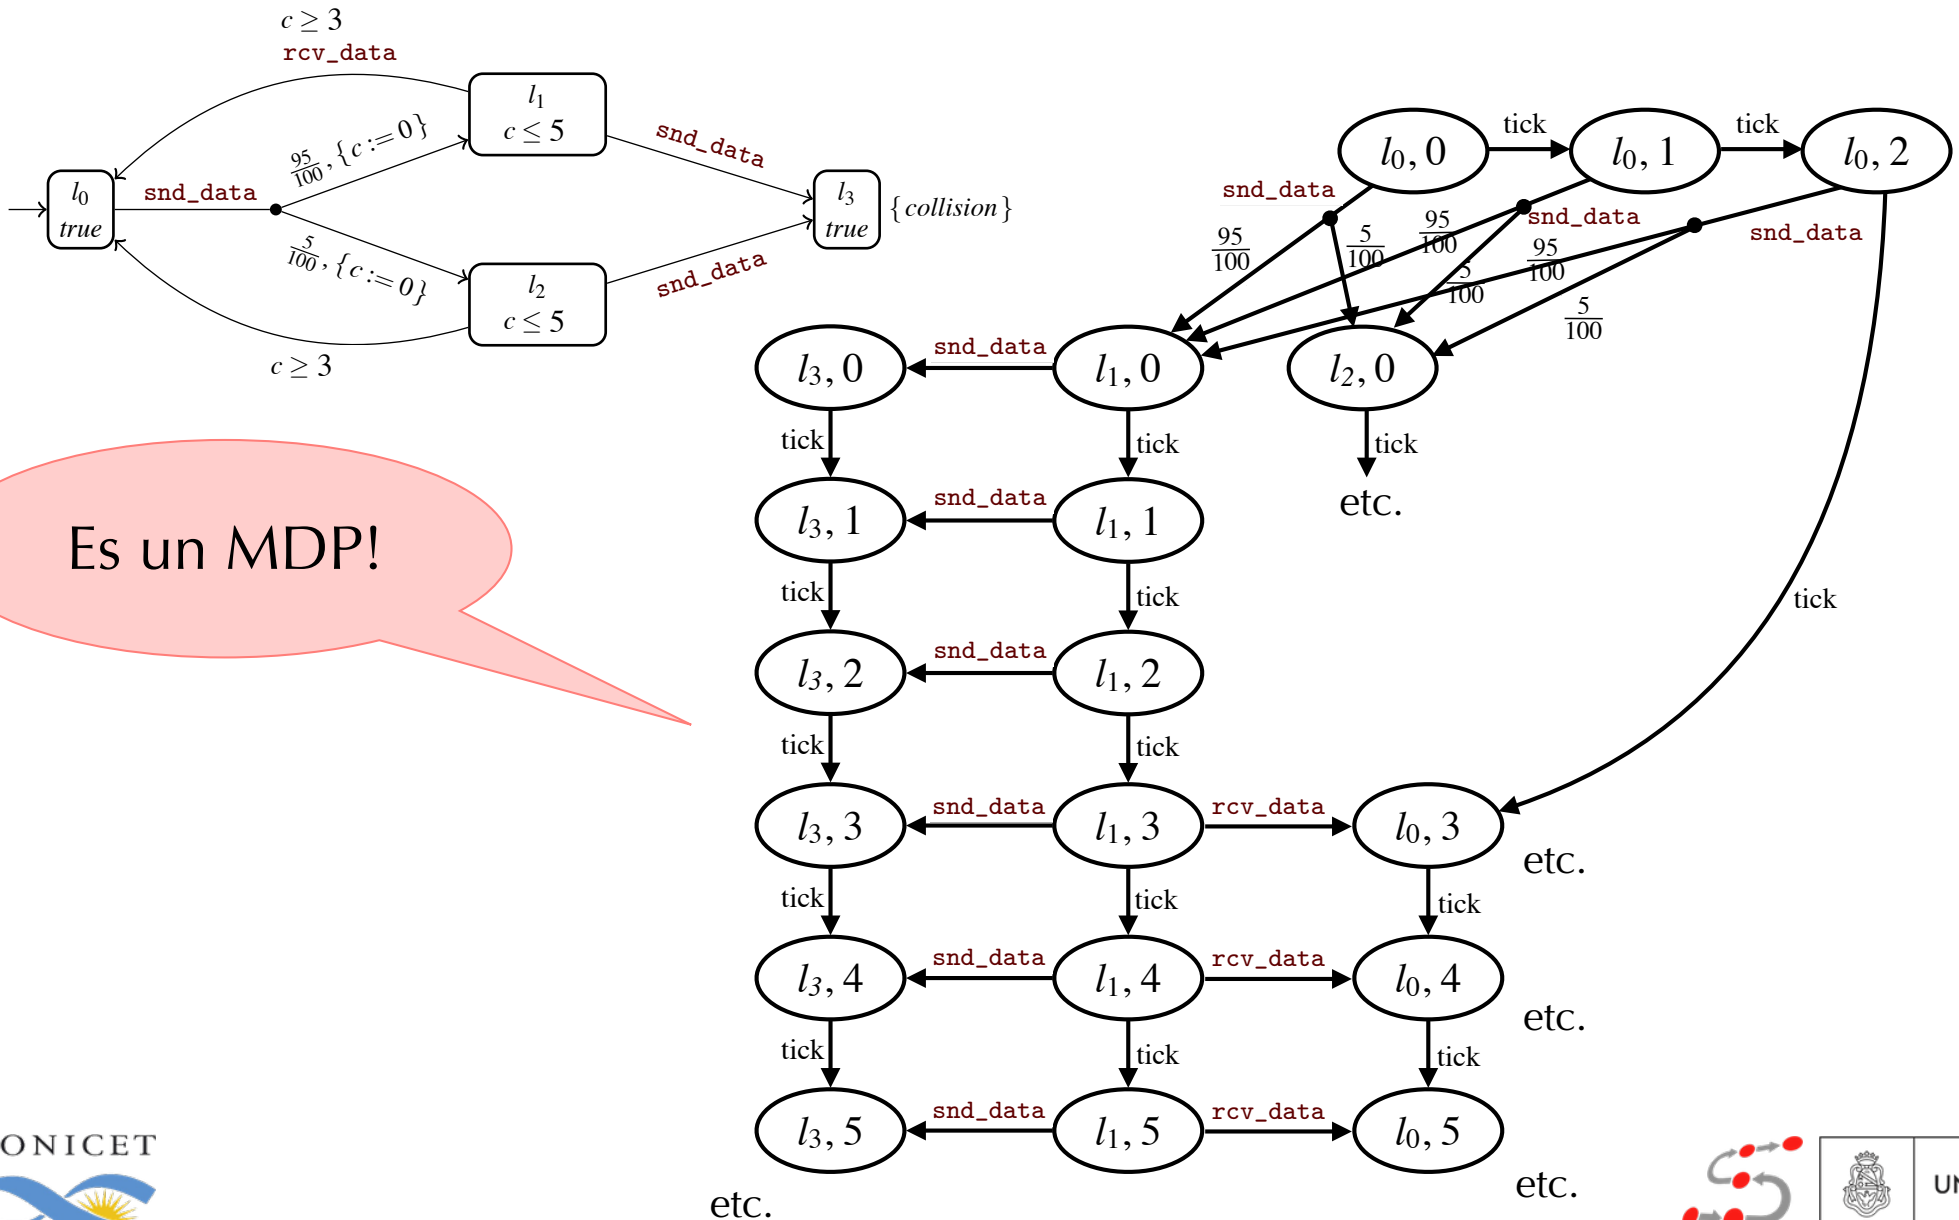 c ≥ 3
rcv_data
l₁
c ≤ 5
95/100, {c := 0}
snd_data
l₀
true
snd_data
l₃
true
{collision}
5/100, {c := 0}
l₂
c ≤ 5
snd_data
c ≥ 3
l₀, 0
tick
l₀, 1
tick
l₀, 2
snd_data
snd_data
snd_data
95/100
5/100
95/100
5/100
95/100
5/100
l₃, 0
snd_data
l₁, 0
l₂, 0
tick
tick
tick
etc.
l₃, 1
snd_data
l₁, 1
Es un MDP!
tick
tick
tick
l₃, 2
snd_data
l₁, 2
tick
tick
l₃, 3
snd_data
l₁, 3
rcv_data
l₀, 3
etc.
tick
tick
tick
l₃, 4
snd_data
l₁, 4
rcv_data
l₀, 4
etc.
tick
tick
tick
l₃, 5
snd_data
l₁, 5
rcv_data
l₀, 5
etc.
etc.
ONICET
UN